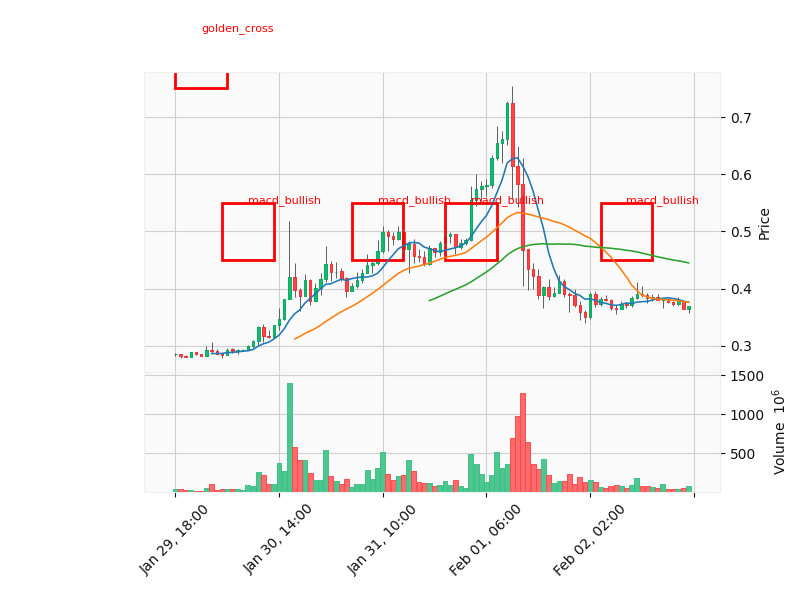 golden_cross
0.7
0.6
macd_bullish macd_bullish macd_bullish macd_bullish
0.5
Price
0.4
0.3
1500
1000
500
Volume 10^6
Jan 29, 18:00
Jan 30, 14:00
Jan 31, 10:00
Feb 01, 06:00
Feb 02, 02:00